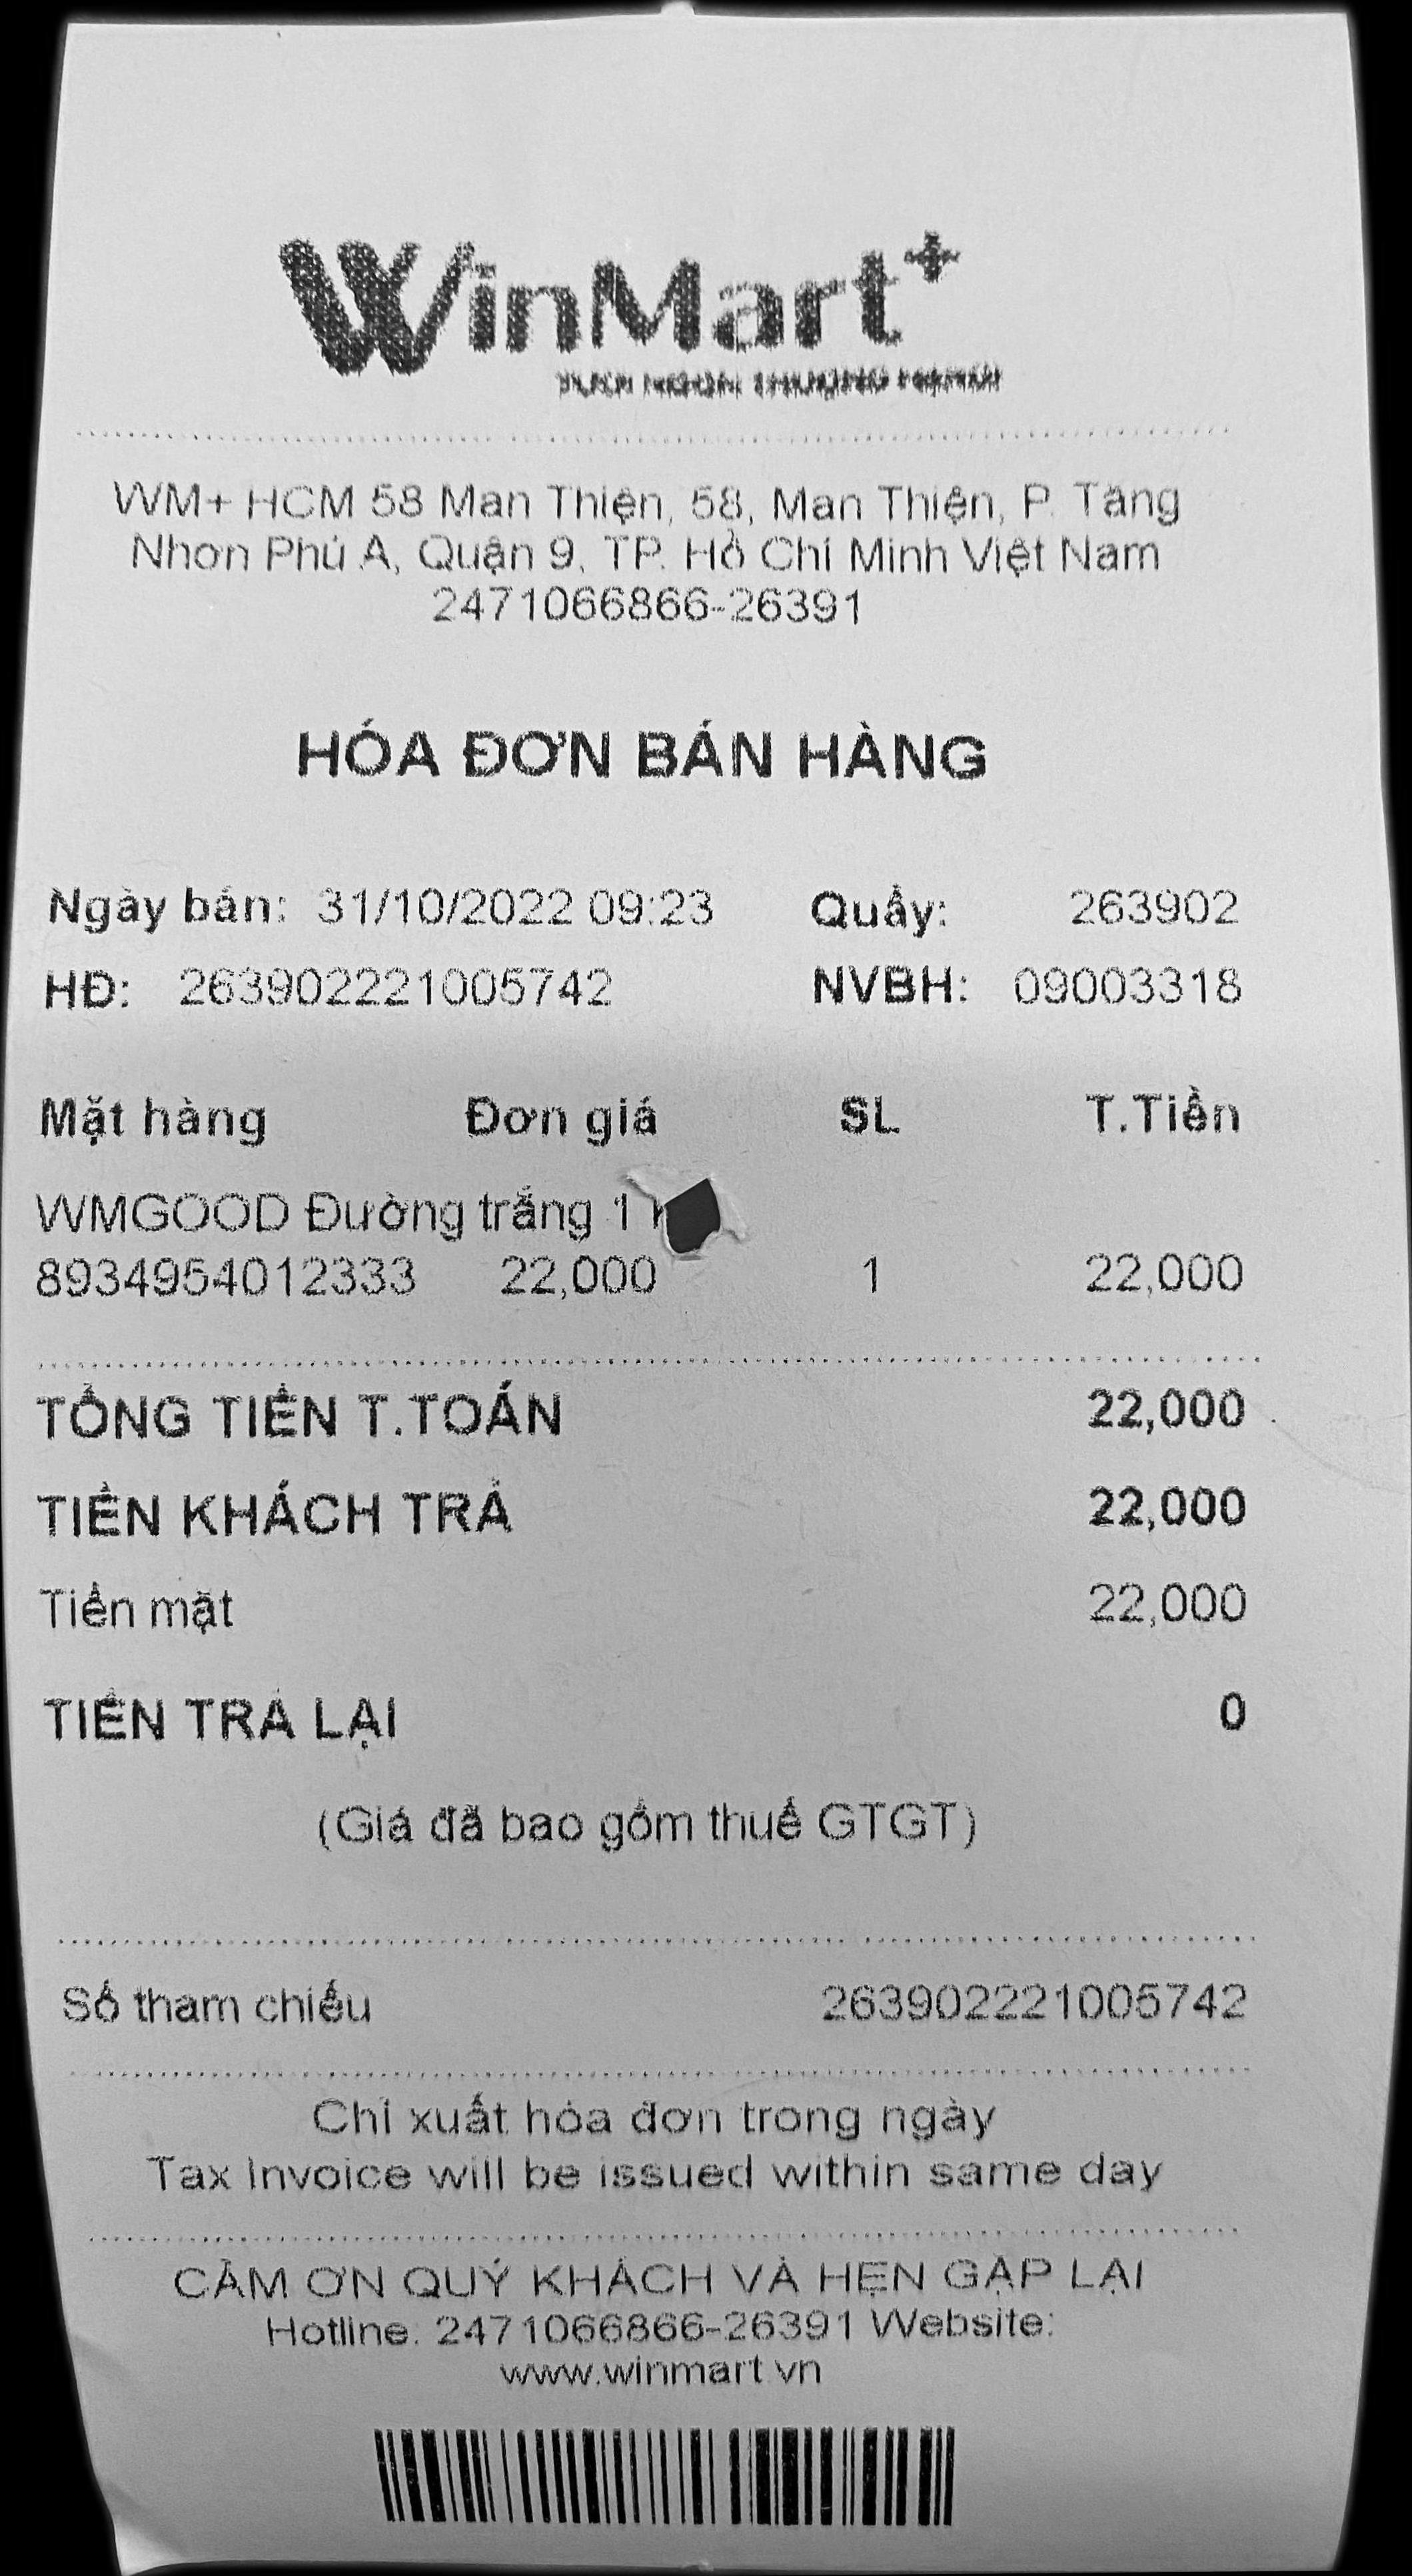 WinMart+
WM+ HCM 58 Man Thiện, 58, Man Thiện, P. Tăng
Nhơn Phú A, Quận 9, TP. Hồ Chí Minh Việt Nam
2471066866-26391
HÓA ĐƠN BÁN HÀNG
Ngày bán: 31/10/2022 09:23 Quầy: 263902
HĐ: 263902221005742 NVBH: 09003318
Mặt hàng Đơn giá SL T.Tiền
WMGOOD Đường trắng 1
8934954012333 22,000 1 22,000
TỔNG TIỀN T.TOÁN 22,000
TIỀN KHÁCH TRẢ 22,000
Tiền mặt 22,000
TIỀN TRẢ LẠI 0
(Giá đã bao gồm thuế GTGT)
Số tham chiếu 263902221005742
Chỉ xuất hóa đơn trong ngày
Tax Invoice will be issued within same day
CẢM ƠN QUÝ KHÁCH VÀ HẸN GẶP LẠI
Hotline: 2471066866-26391 Website:
www.winmart.vn